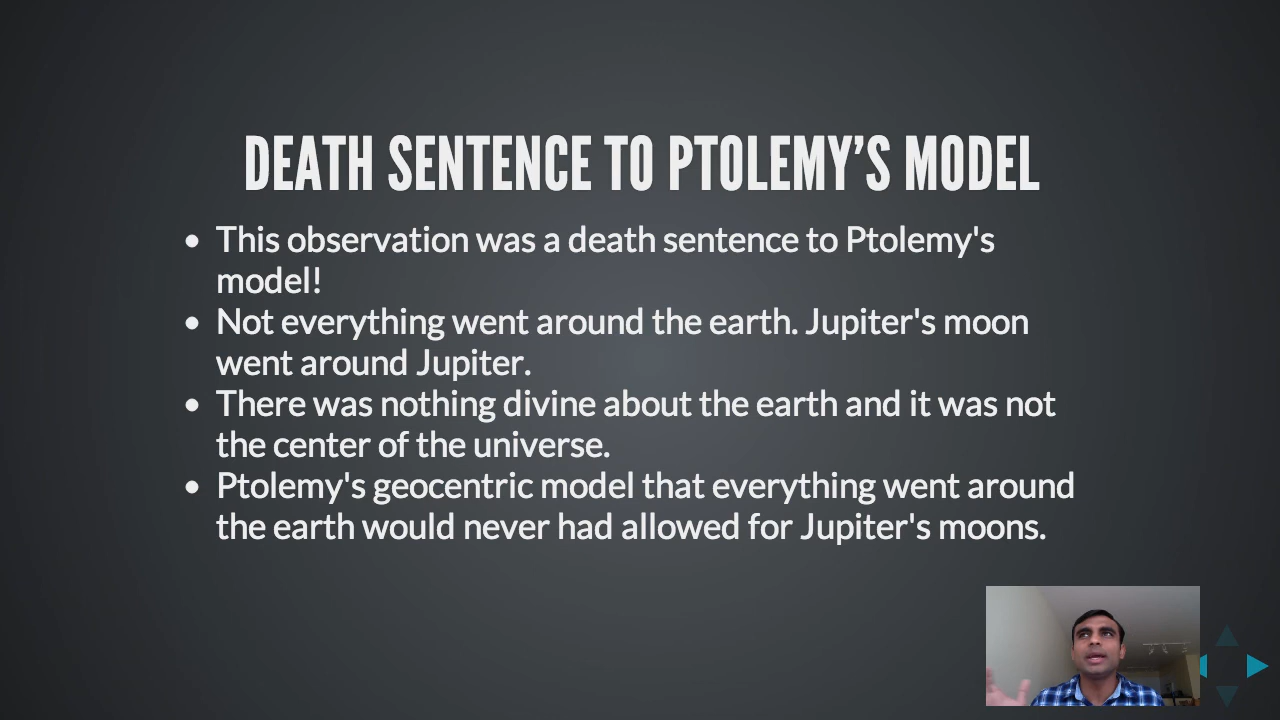 DEATH SENTENCE TO PTOLEMY’S MODEL
• This observation was a death sentence to Ptolemy's
model!
• Not everything went around the earth. Jupiter's moon
went around Jupiter.
• There was nothing divine about the earth and it was not
the center of the universe.
• Ptolemy's geocentric model that everything went around
the earth would never had allowed for Jupiter's moons.